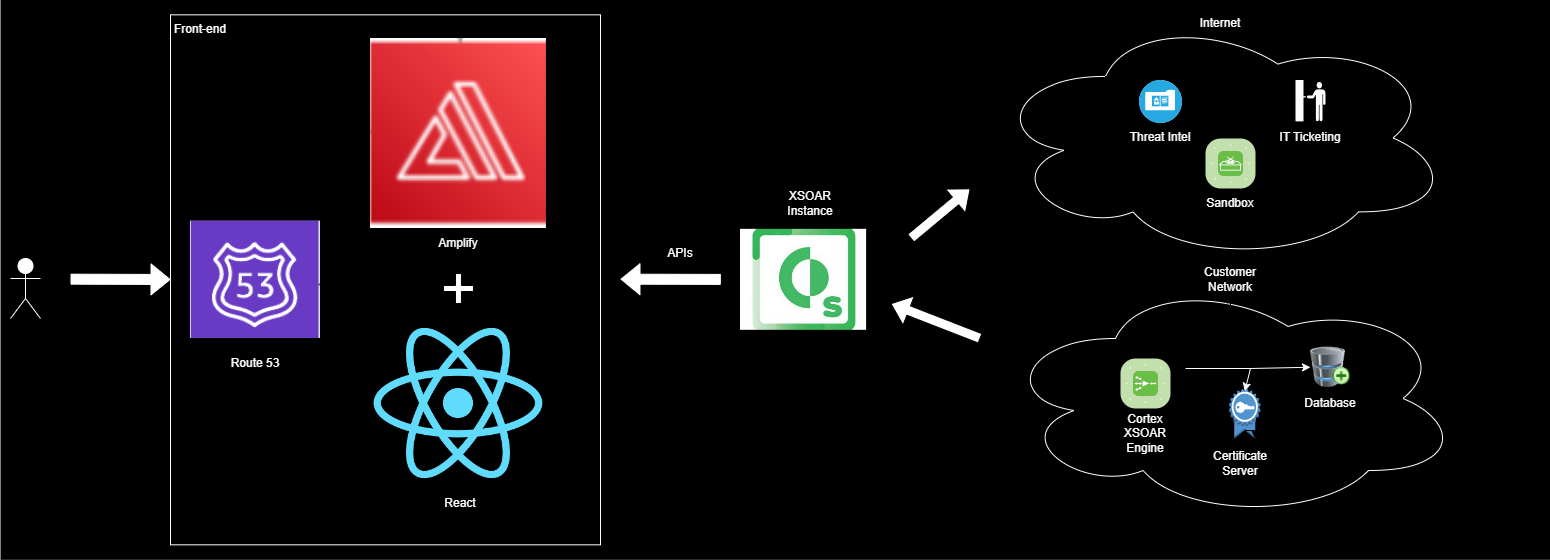 Front-end
Amplify
53
Route 53
React
APIs
XSOAR
Instance
S
Internet
Threat Intel
IT Ticketing
Sandbox
Customer
Network
Cortex
XSOAR
Engine
Certificate
Server
Database